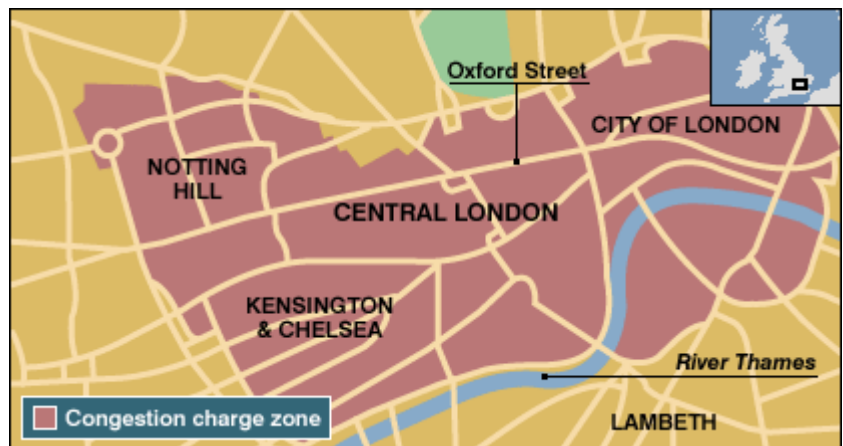 Oxford Street
CITY OF LONDON
NOTTING
HILL
CENTRAL LONDON
KENSINGTON
& CHELSEA
River Thames
Congestion charge zone
LAMBETH